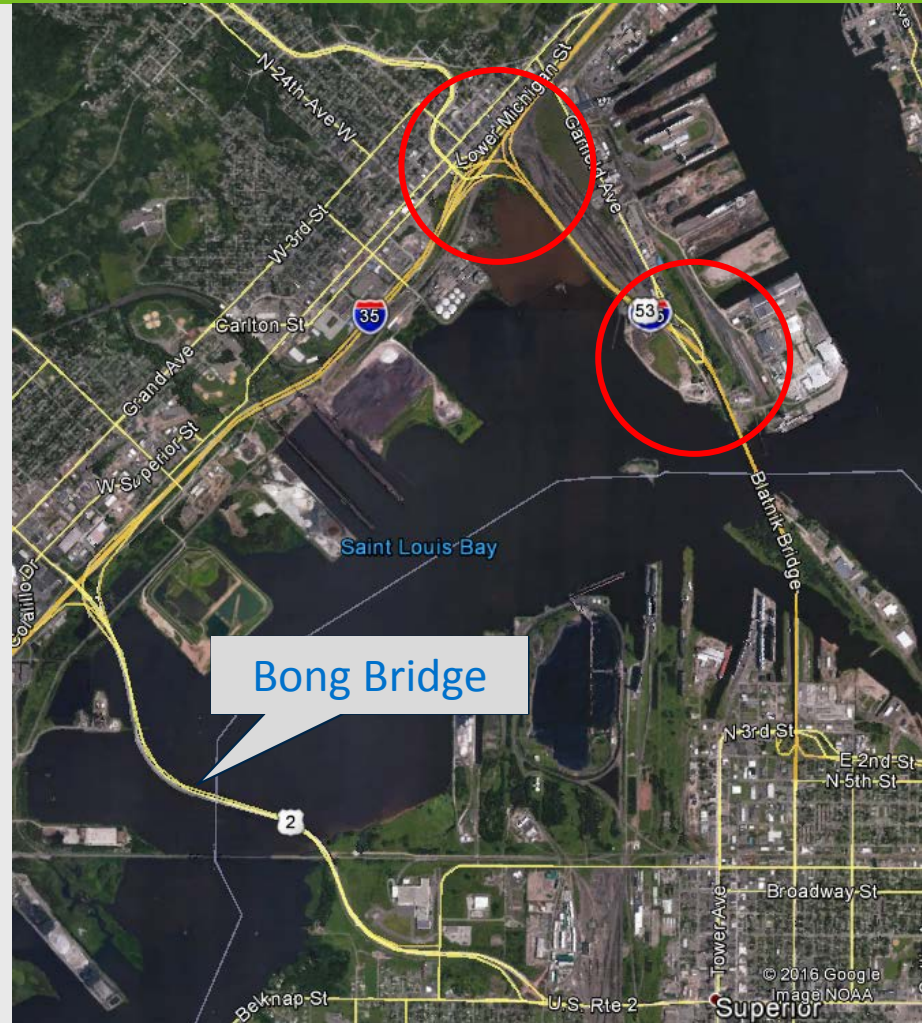 N 24th Ave W
Lower Michigan St
Garfield Ave
W 3rd St
53
35
Carlton St
Grand Ave
W Superior St
Blatnik Bridge
Saint Louis Bay
Coralillo Dr
Bong Bridge
N 3rd St
E 2nd St
N 5th St
2
Broadway St
Tower Ave
© 2016 Google
Image NOAA
Belknap St
U.S. Rte 2
Superior